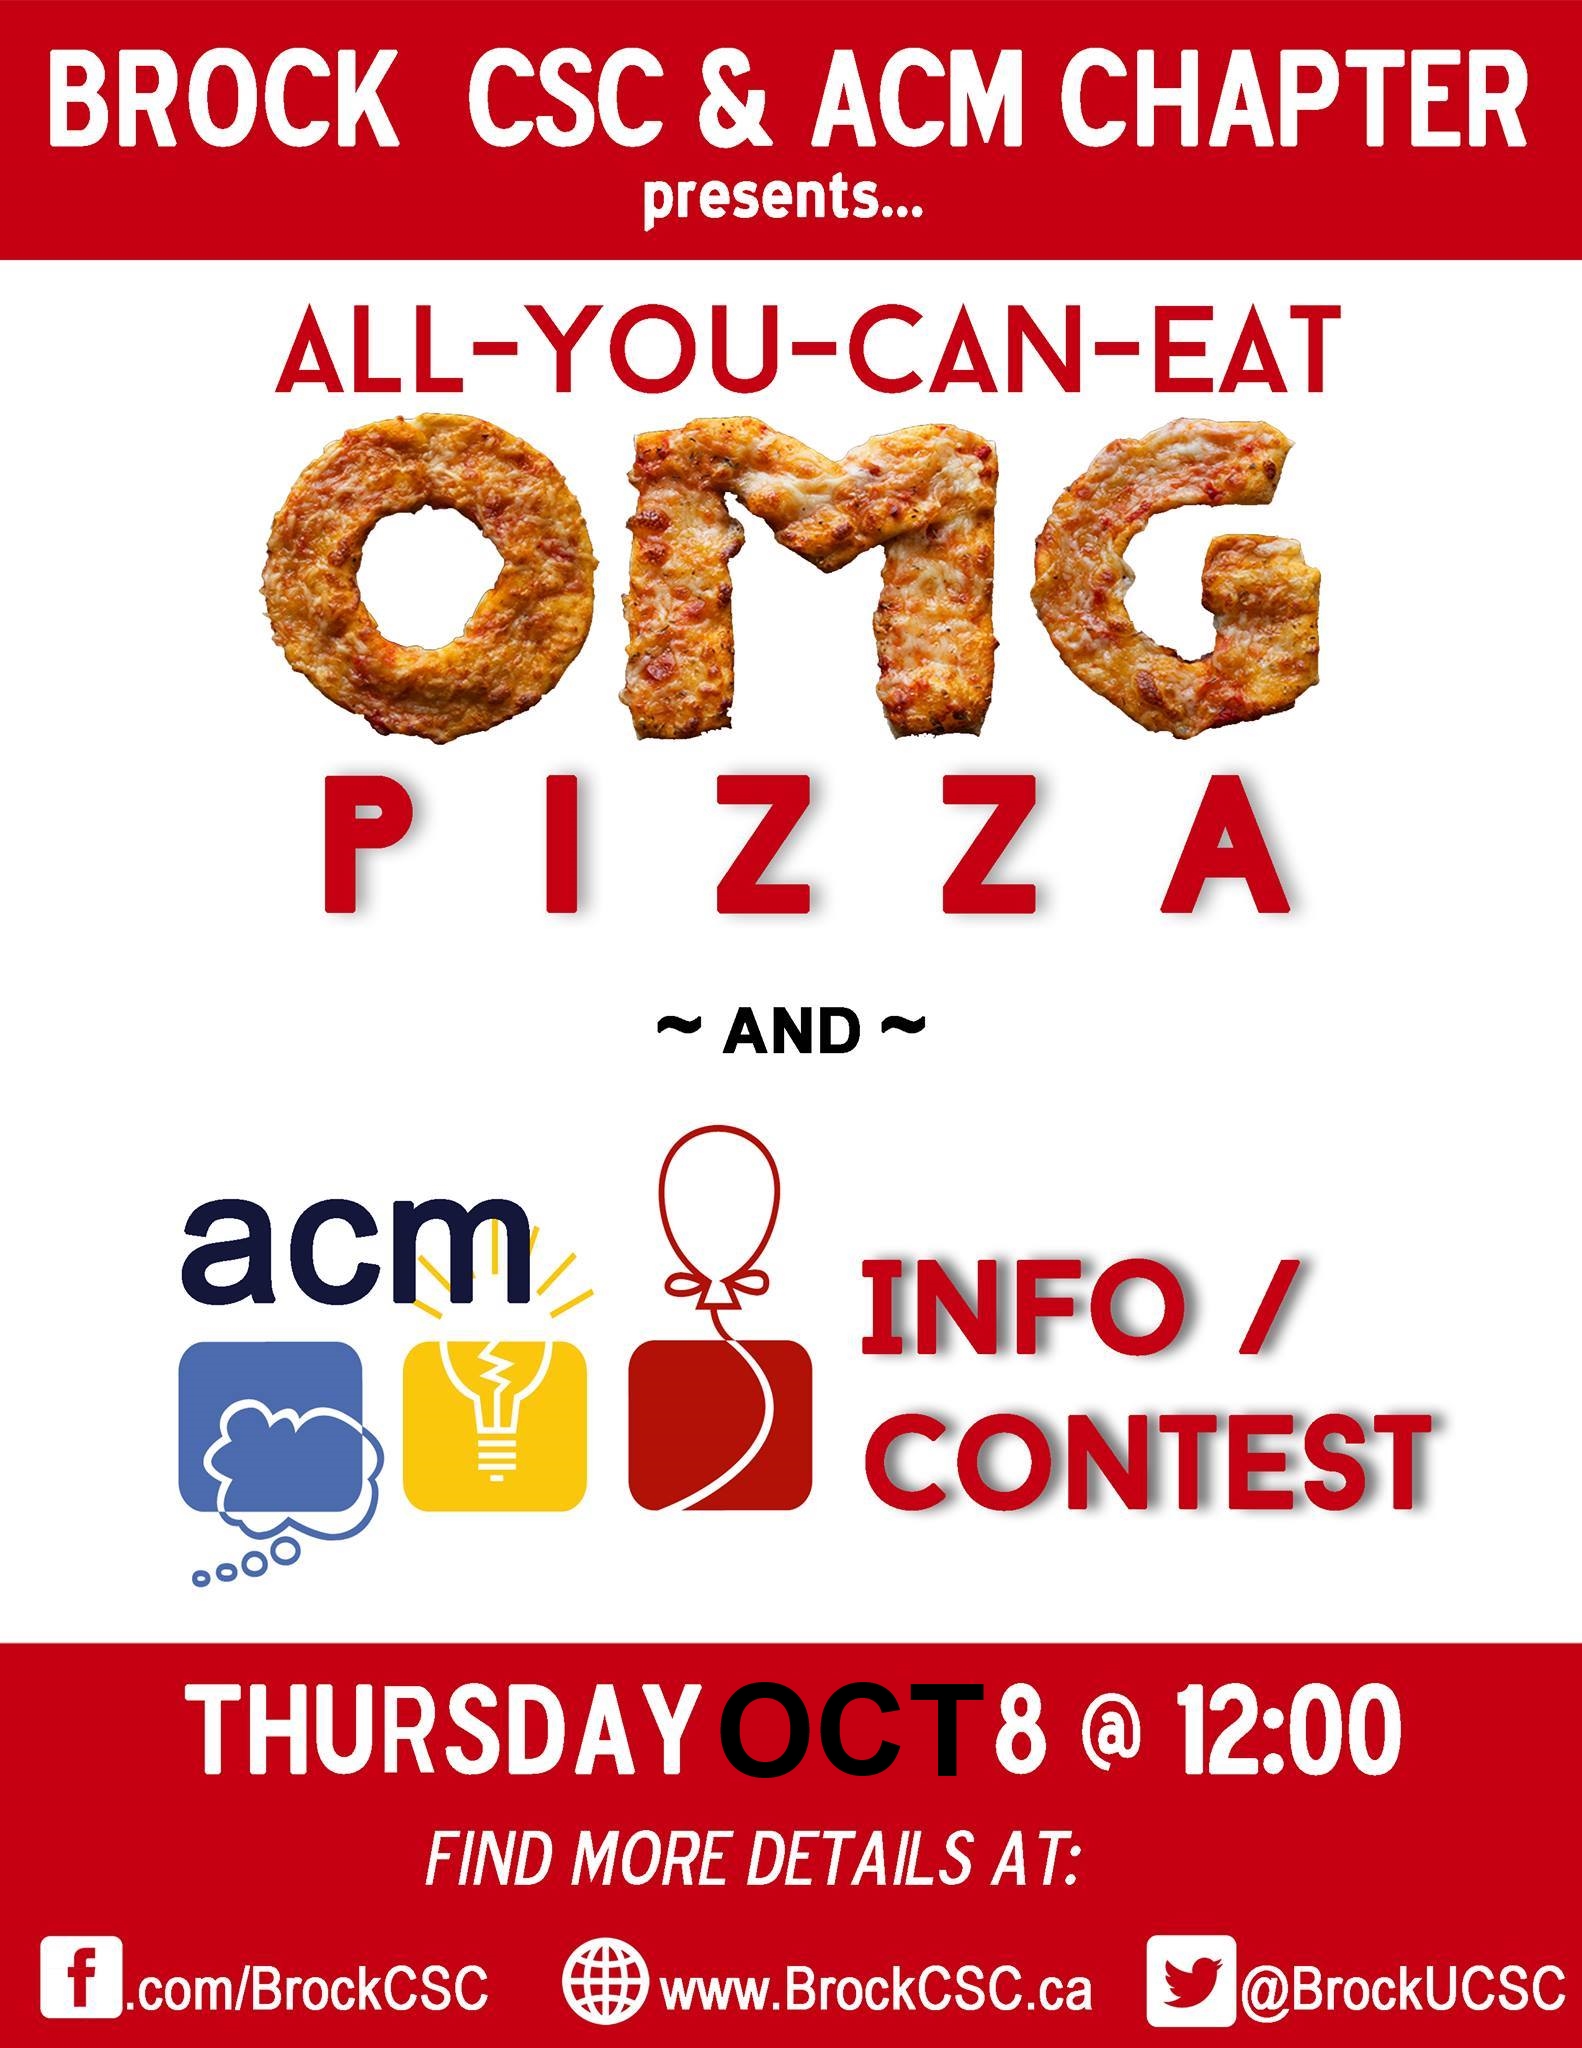 BROCK CSC & ACM CHAPTER
presents...
ALL-YOU-CAN-EAT
OMG
PIZZA
~ AND ~
acm
INFO /
CONTEST
THURSDAY OCT 8 @ 12:00
FIND MORE DETAILS AT:
f.com/BrockCSC www.BrockCSC.ca @BrockUCSC